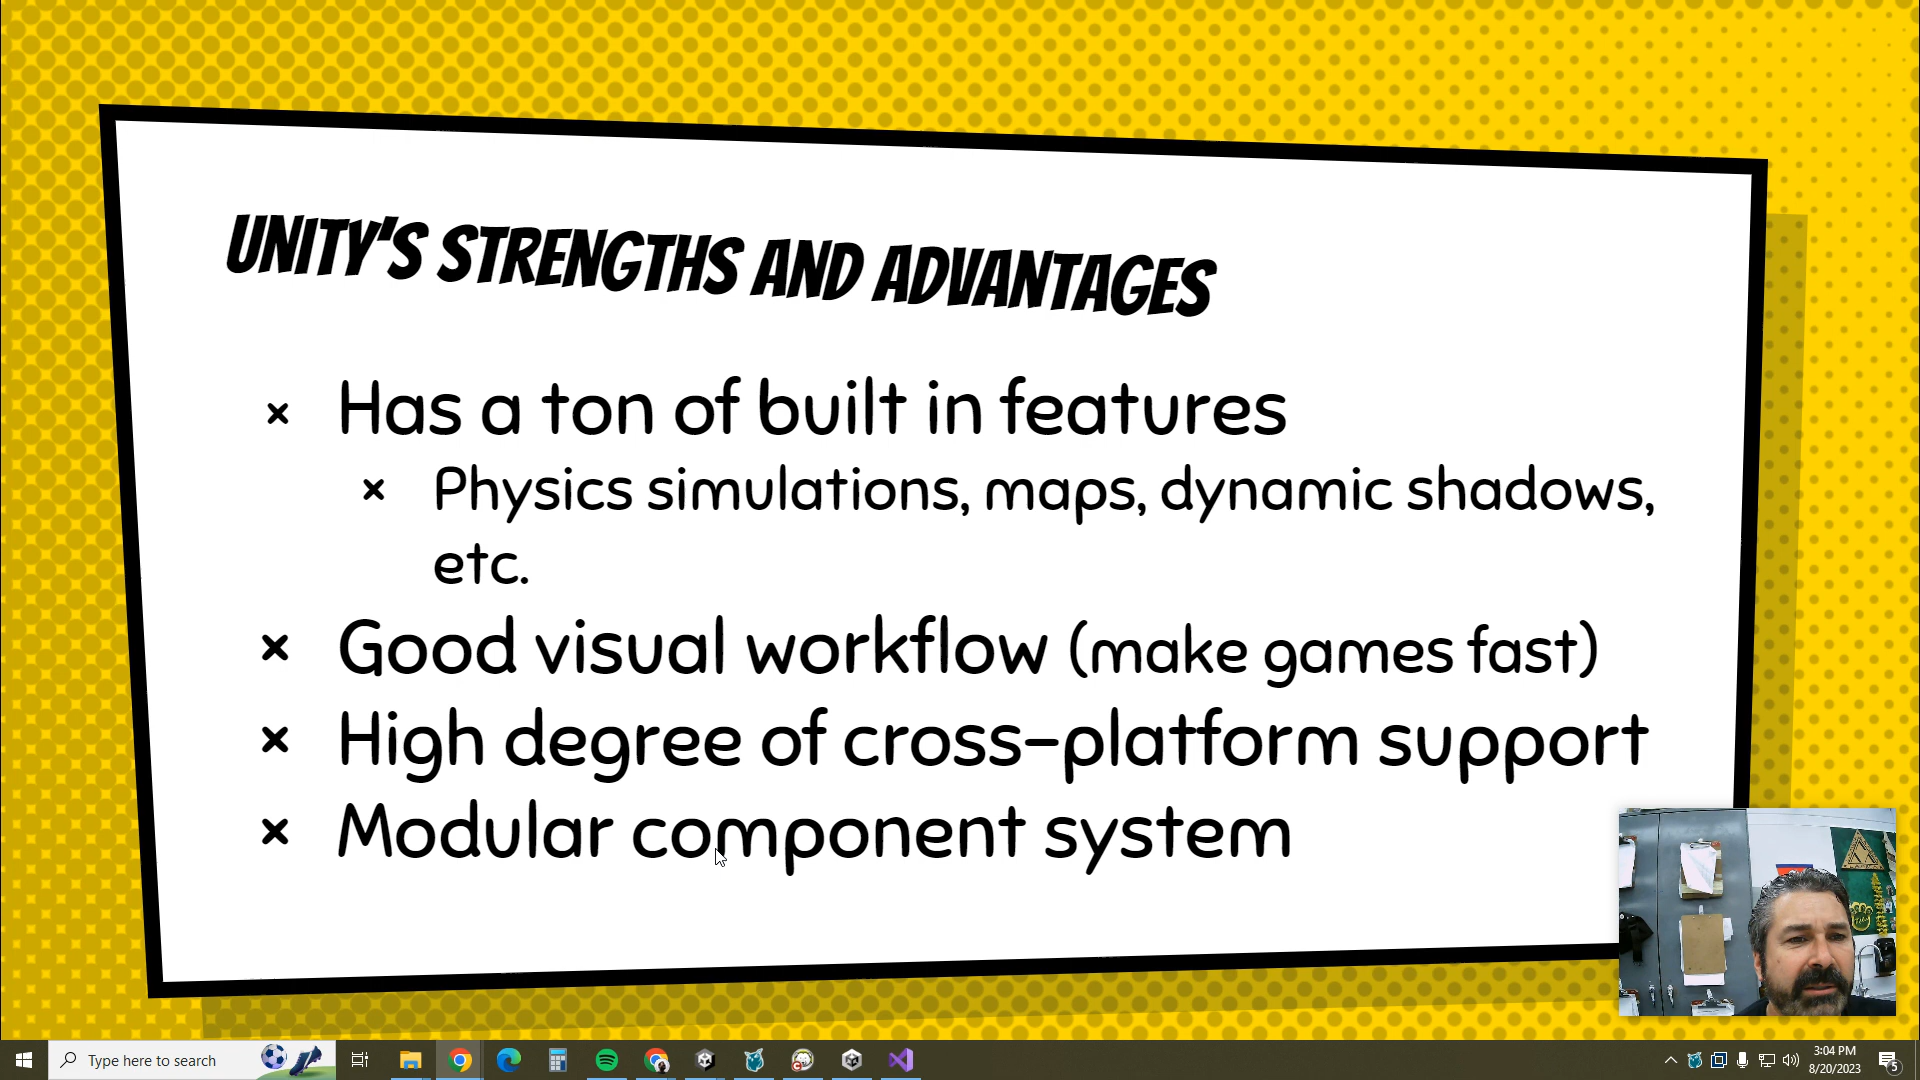 UNITY'S STRENGTHS AND ADVANTAGES
× Has a ton of built in features
× Physics simulations, maps, dynamic shadows,
etc.
× Good visual workflow (make games fast)
× High degree of cross-platform support
× Modular component system
Type here to search
3:04 PM
8/20/2023
5